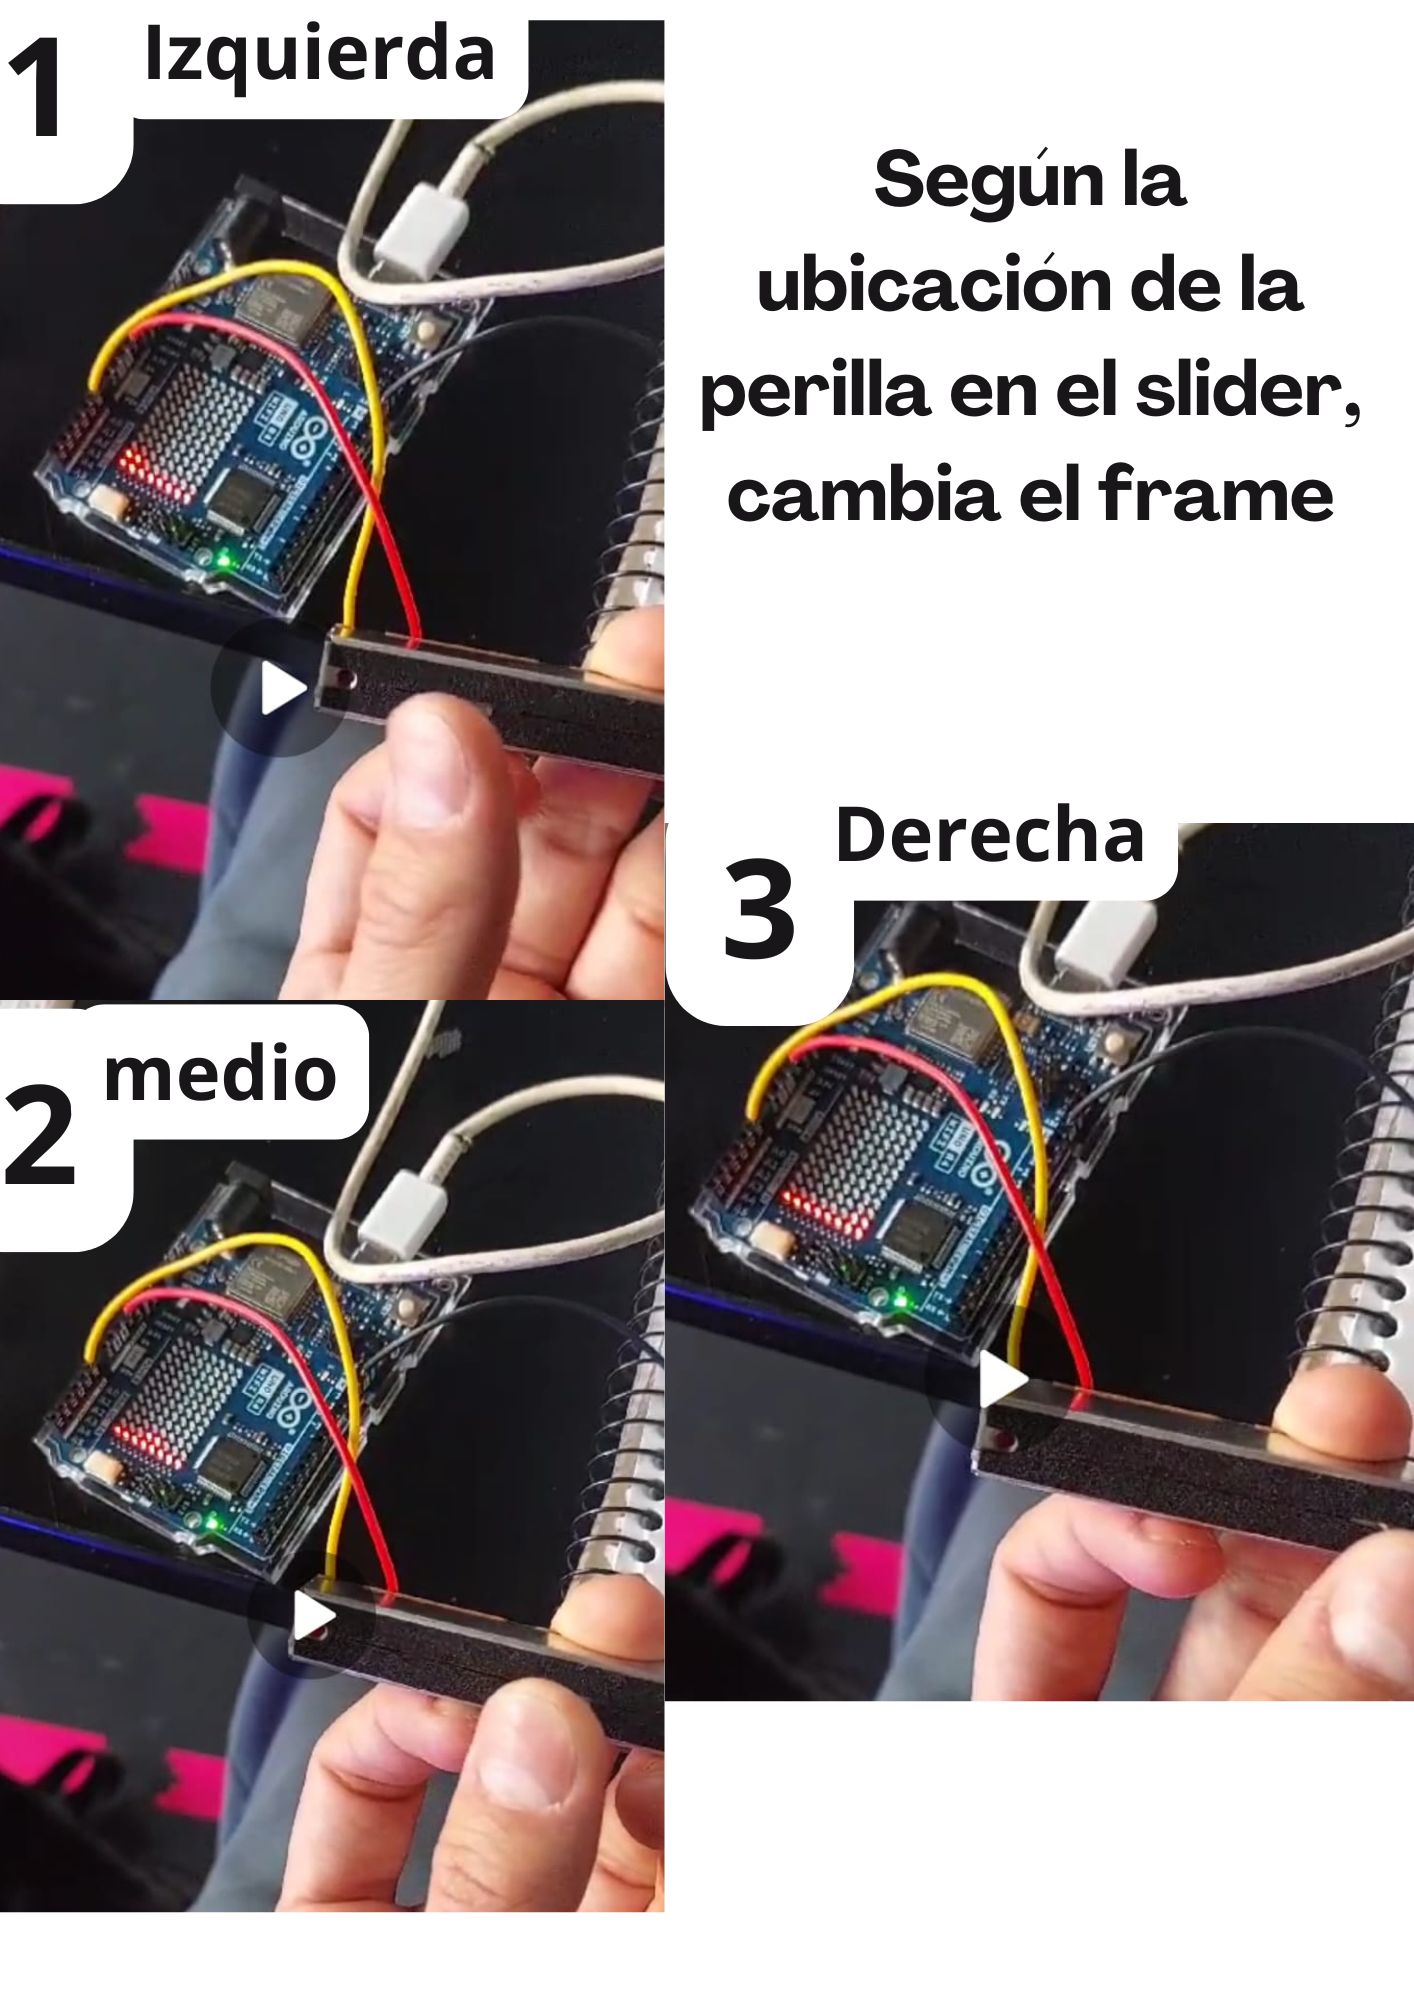 1
Izquierda
Según la
ubicación de la
perilla en el slider,
cambia el frame
2
medio
3
Derecha